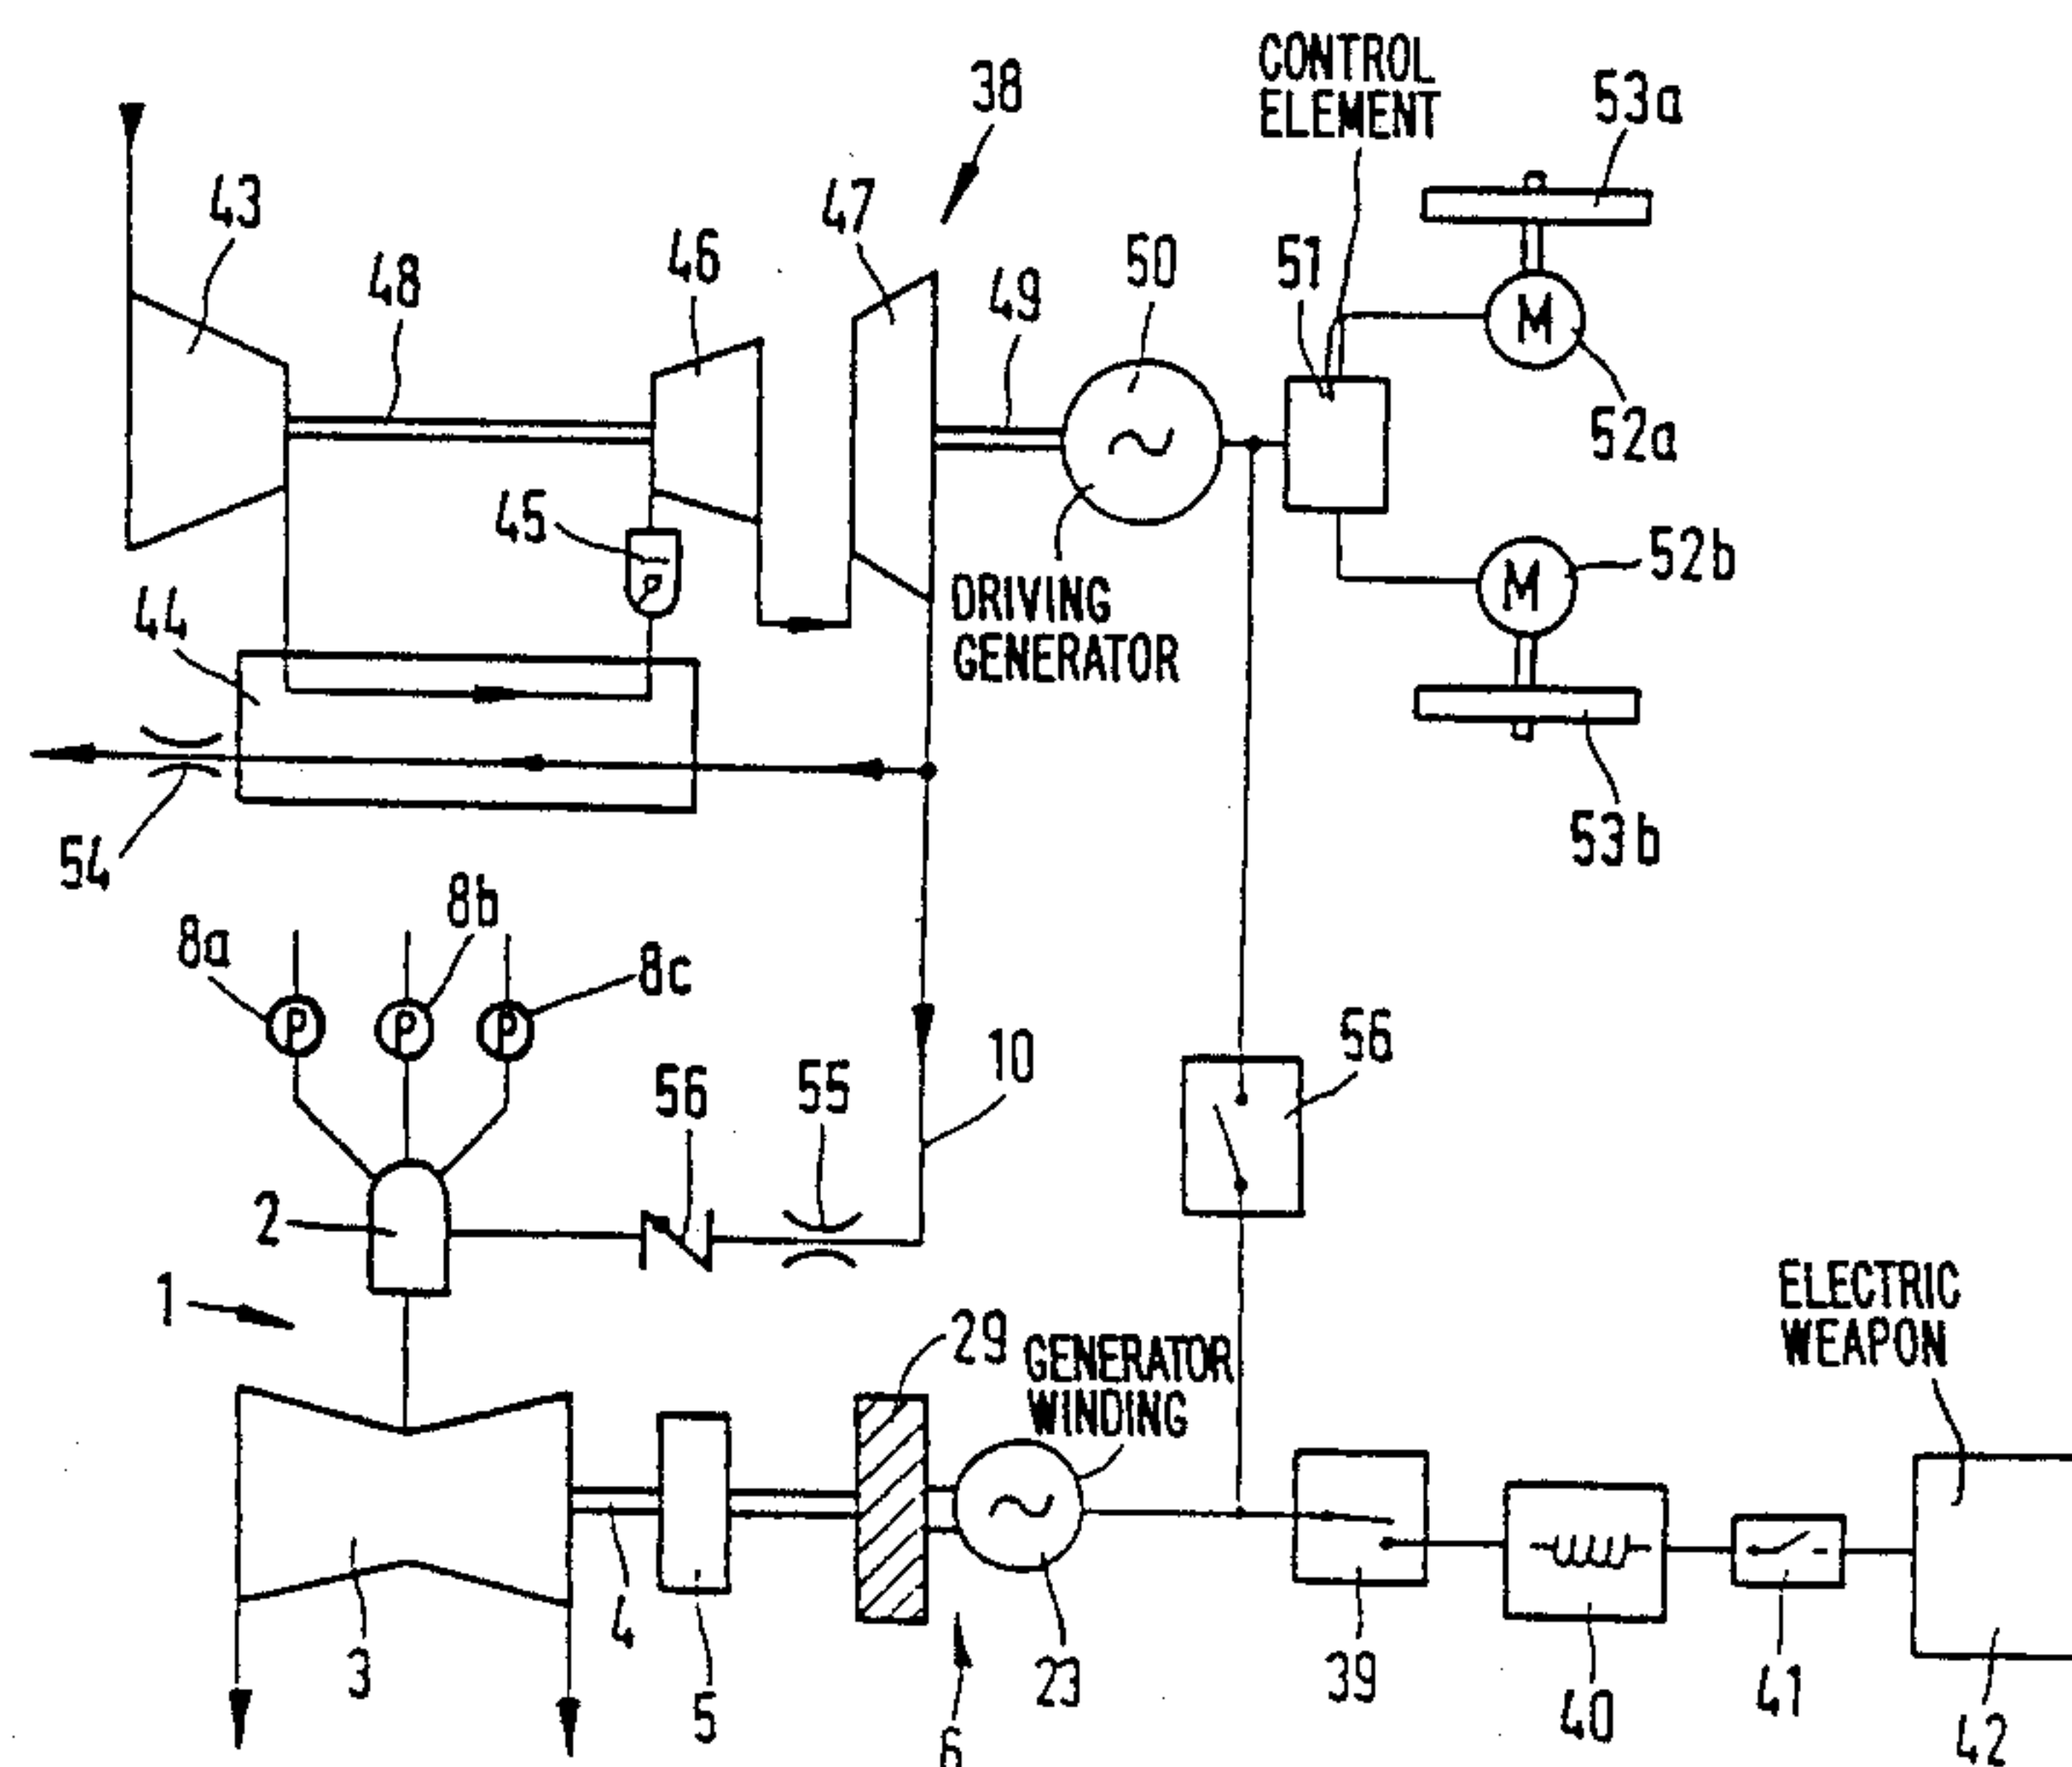 CONTROL
ELEMENT
38
53a
43
47
48
46
49
50
51
M
52a
45
P
DRIVING
GENERATOR
44
M
52b
53b
54
8a
8b
8c
P
P
P
56
55
10
56
2
1
29
GENERATOR
WINDING
ELECTRIC
WEAPON
3
4
5
6
23
39
40
41
42